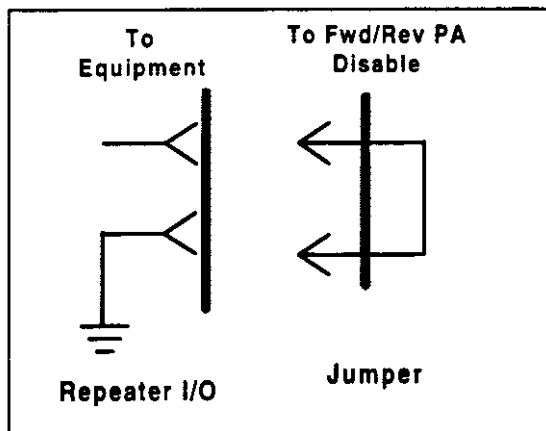 To
Equipment
To Fwd/Rev PA
Disable
Repeater I/O
Jumper